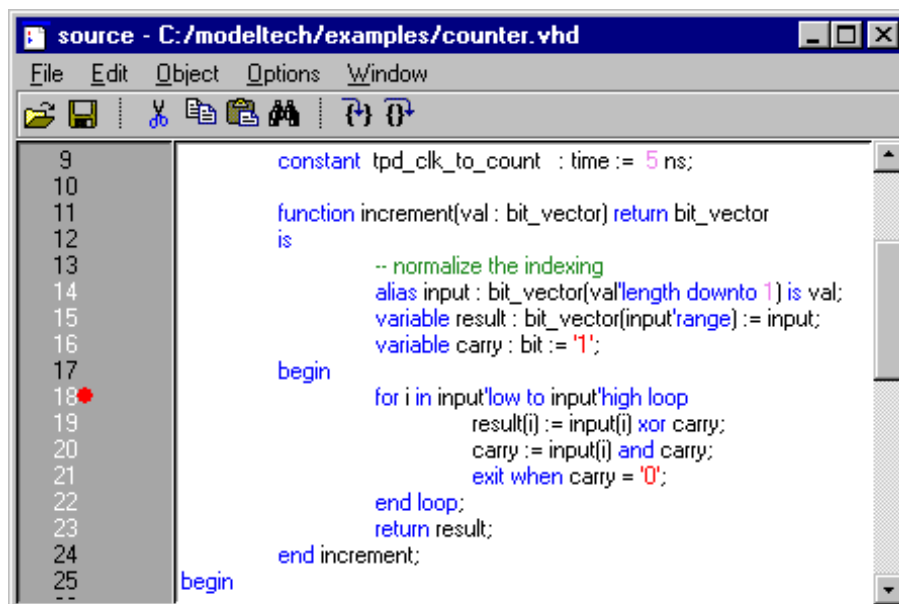 source - C:/modeltech/examples/counter.vhd
File Edit Object Options Window
9 constant tpd_clk_to_count : time := 5 ns;
10
11 function increment(val : bit_vector) return bit_vector
12 is
13 -- normalize the indexing
14 alias input : bit_vector(val'length downto 1) is val;
15 variable result : bit_vector(input'range) := input;
16 variable carry : bit := '1';
17 begin
18 for i in input'low to input'high loop
19 result(i) := input(i) xor carry;
20 carry := input(i) and carry;
21 exit when carry = '0';
22 end loop;
23 return result;
24 end increment;
25 begin